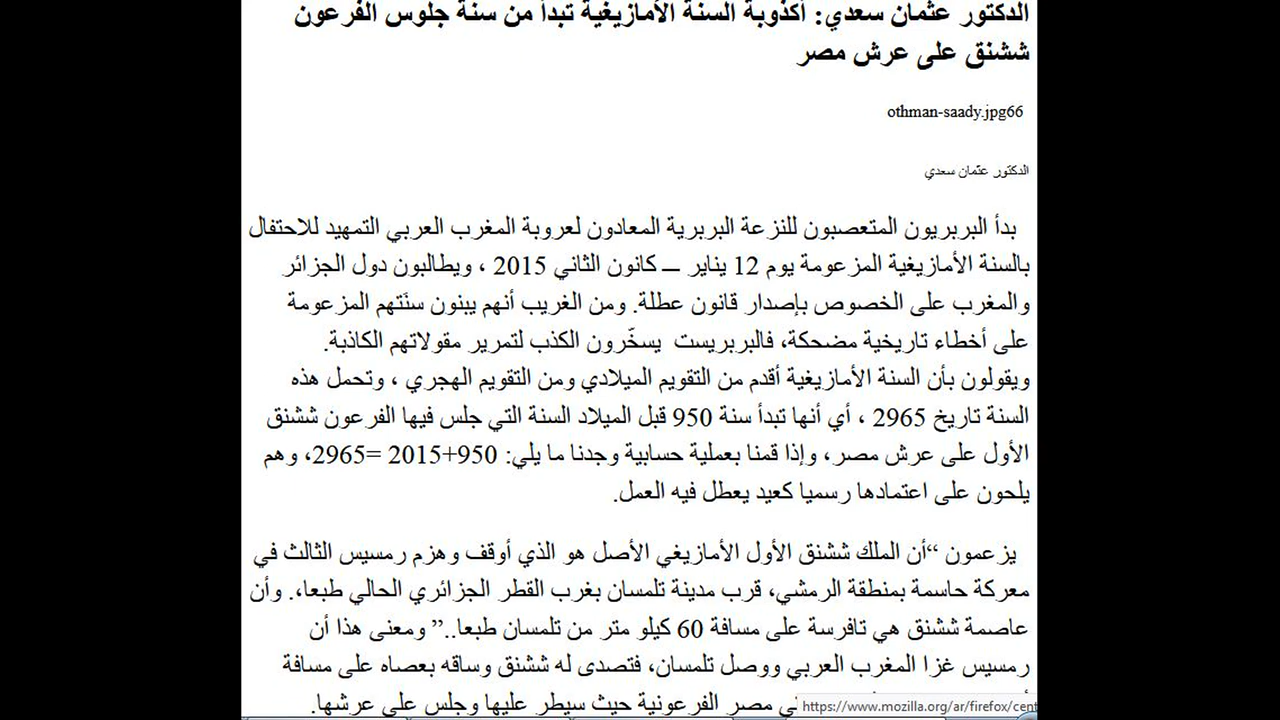 الدكتور عثمان سعدي: أكذوبة السنة الأمازيغية تبدأ من سنة جلوس الفرعون
ششنق على عرش مصر
othman-saady.jpg66
الدكتور عثمان سعدي
بدأ البربريون المتعصبون للنزعة البربرية المعادون لعروبة المغرب العربي التمهيد للاحتفال
بالسنة الأمازيغية المزعومة يوم 12 يناير ــ كانون الثاني 2015 ، ويطالبون دول الجزائر
والمغرب على الخصوص بإصدار قانون عطلة. ومن الغريب أنهم يبنون سنَتهم المزعومة
على أخطاء تاريخية مضحكة، فالبربريست يسخّرون الكذب لتمرير مقولاتهم الكاذبة.
ويقولون بأن السنة الأمازيغية أقدم من التقويم الميلادي ومن التقويم الهجري ، وتحمل هذه
السنة تاريخ 2965 ، أي أنها تبدأ سنة 950 قبل الميلاد السنة التي جلس فيها الفرعون ششنق
الأول على عرش مصر، وإذا قمنا بعملية حسابية وجدنا ما يلي: 950+2015 =2965، وهم
يلحون على اعتمادها رسميا كعيد يعطل فيه العمل.
يزعمون “أن الملك ششنق الأول الأمازيغي الأصل هو الذي أوقف وهزم رمسيس الثالث في
معركة حاسمة بمنطقة الرمشي، قرب مدينة تلمسان بغرب القطر الجزائري الحالي طبعا،. وأن
عاصمة ششنق هي تافرسة على مسافة 60 كيلو متر من تلمسان طبعا..” ومعنى هذا أن
رمسيس غزا المغرب العربي ووصل تلمسان، فتصدى له ششنق وساقه بعصاه على مسافة
مصر الفرعونية حيث سيطر عليها وجلس على عرشها.
https://www.mozilla.org/ar/firefox/cent